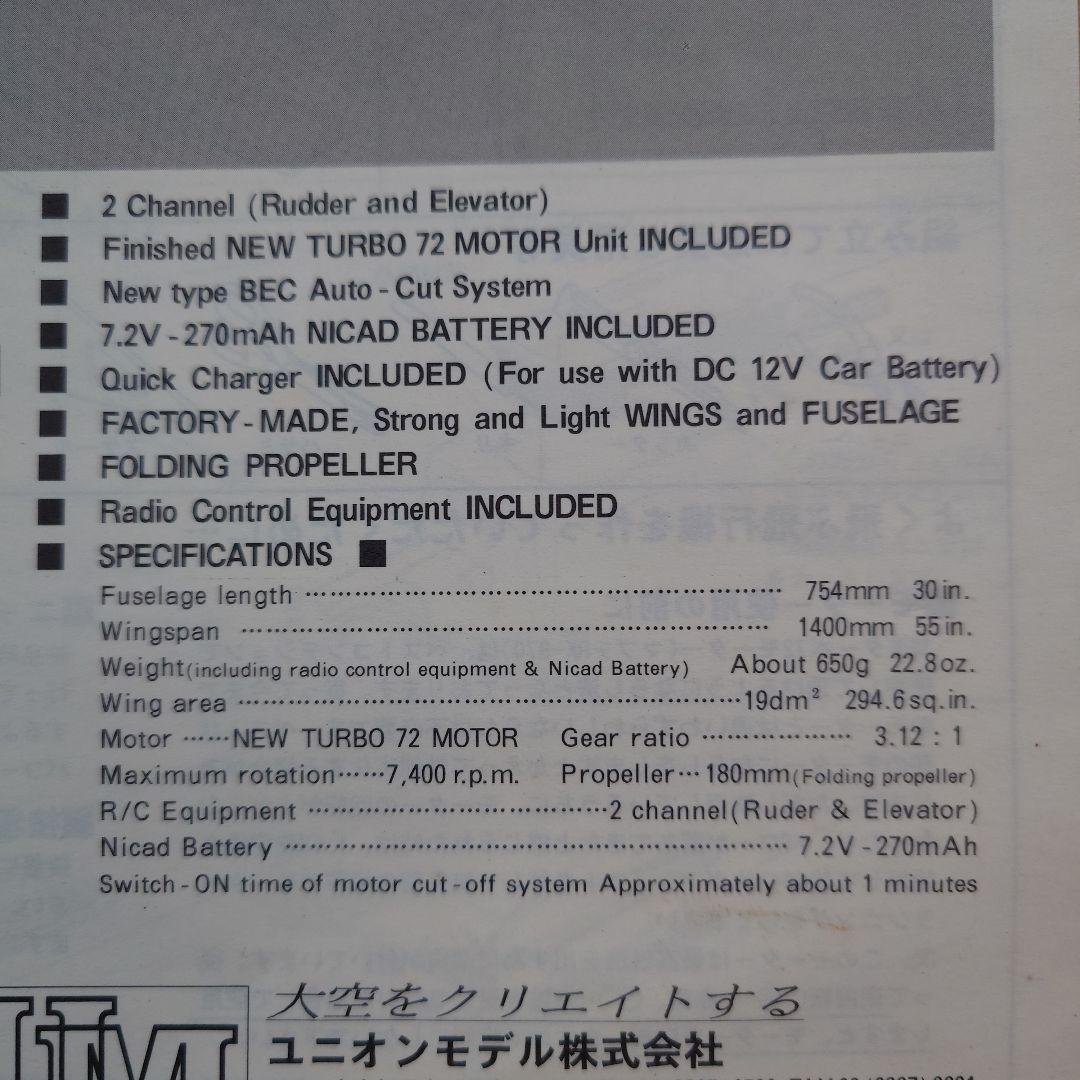 ■ 2 Channel (Rudder and Elevator)
■ Finished NEW TURBO 72 MOTOR Unit INCLUDED
■ New type BEC Auto-Cut System
■ 7.2V-270mAh NICAD BATTERY INCLUDED
■ Quick Charger INCLUDED (For use with DC 12V Car Battery)
■ FACTORY-MADE, Strong and Light WINGS and FUSELAGE
■ FOLDING PROPELLER
■ Radio Control Equipment INCLUDED
■ SPECIFICATIONS ■
Fuselage length ……………………………………………… 754mm 30in.
Wingspan ……………………………………………………… 1400mm 55in.
Weight(including radio control equipment & Nicad Battery) About 650g 22.8oz.
Wing area ……………………………………………………19dm² 294.6sq.in.
Motor ……NEW TURBO 72 MOTOR Gear ratio ……………… 3.12 : 1
Maximum rotation……7,400 r.p.m. Propeller…180mm(Folding propeller)
R/C Equipment ………………………………2 channel(Ruder & Elevator)
Nicad Battery …………………………………………………… 7.2V-270mAh
Switch-ON time of motor cut-off system Approximately about 1 minutes
大空をクリエイトする
ユニオンモデル株式会社